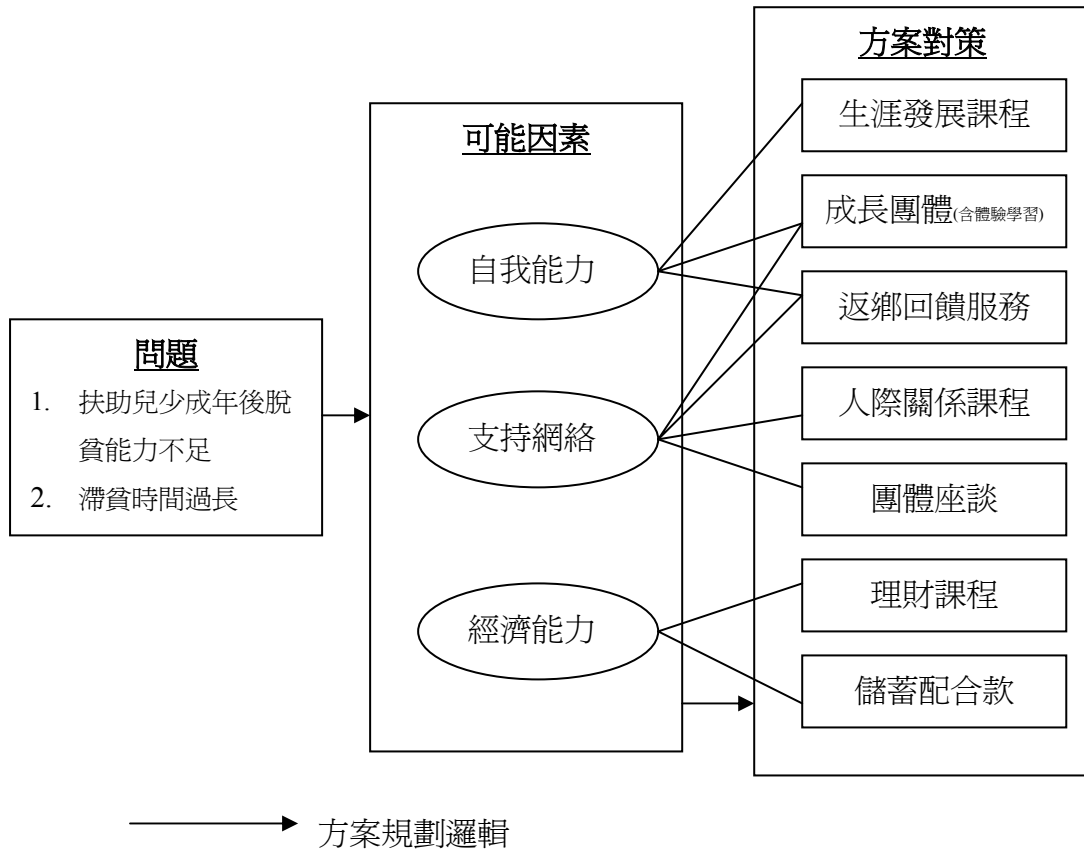 問題
1. 扶助兒少成年後脫
貧能力不足
2. 滯貧時間過長
可能因素
自我能力
支持網絡
經濟能力
方案對策
生涯發展課程
成長團體(含體驗學習)
返鄉回饋服務
人際關係課程
團體座談
理財課程
儲蓄配合款
方案規劃邏輯